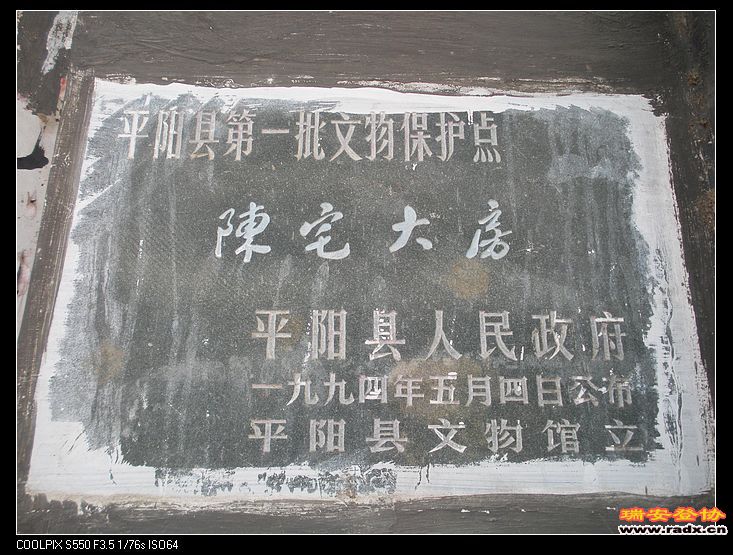 平阳县第一批文物保护点
陳宅大房
平阳县人民政府
一九九四年五月四日公布
平阳县文物馆立
瑞安登协
www.radx.cn
COOLPIX S550 F3.5 1/76s ISO64